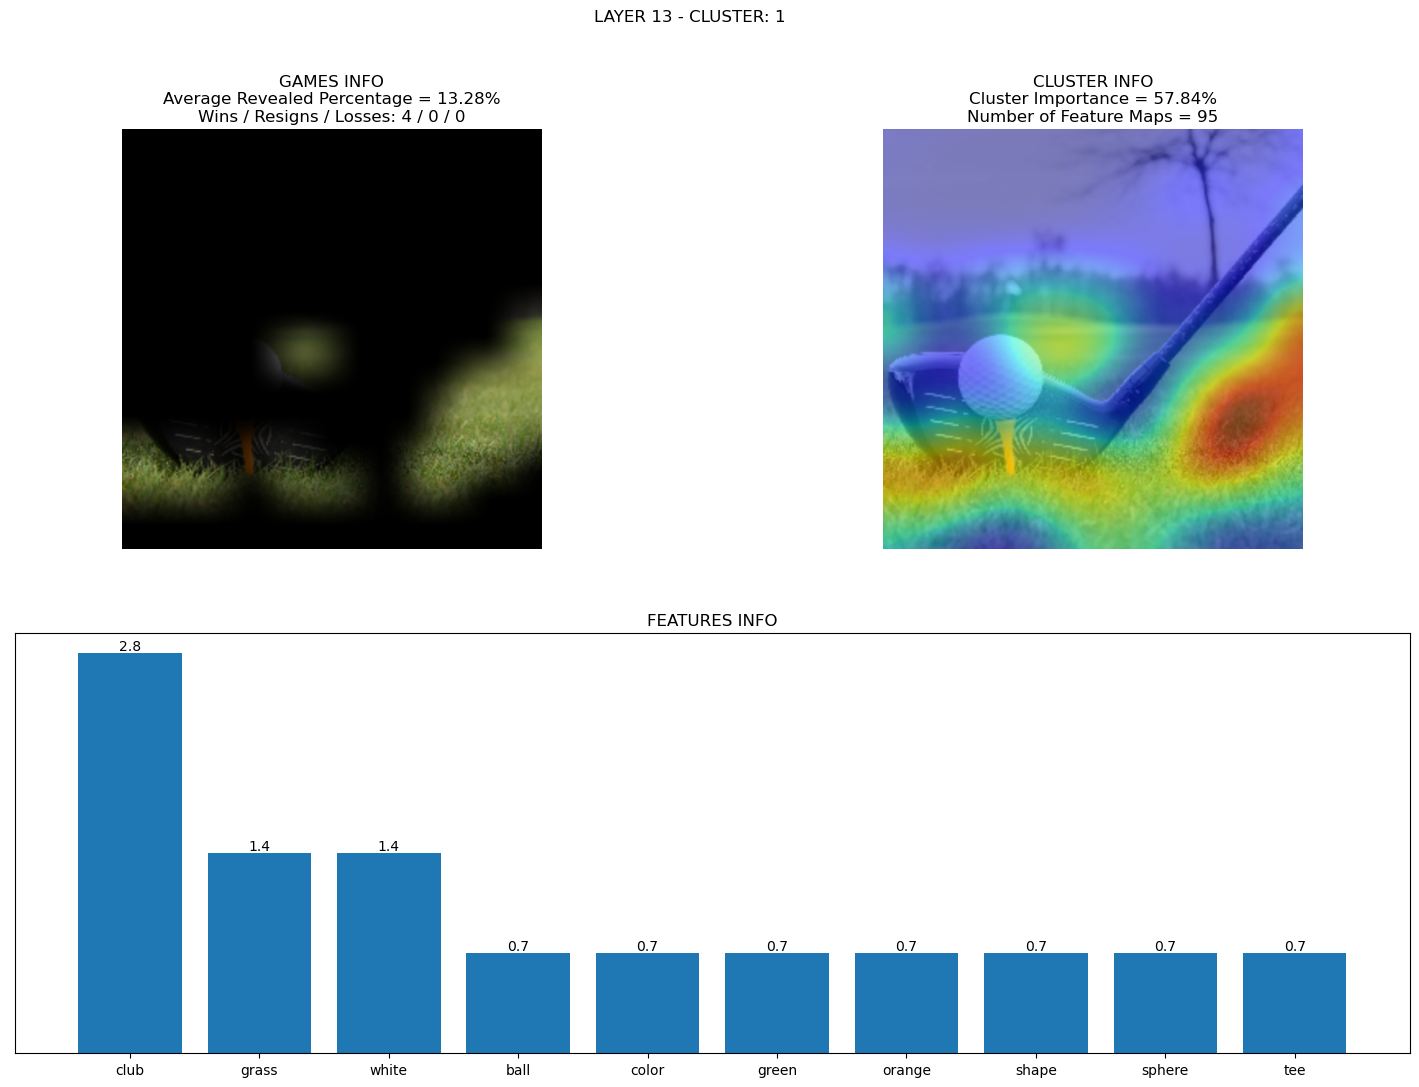 LAYER 13 - CLUSTER: 1
GAMES INFO
Average Revealed Percentage = 13.28%
Wins / Resigns / Losses: 4 / 0 / 0
CLUSTER INFO
Cluster Importance = 57.84%
Number of Feature Maps = 95
FEATURES INFO
2.8 1.4 1.4 0.7 0.7 0.7 0.7 0.7 0.7 0.7
club grass white ball color green orange shape sphere tee